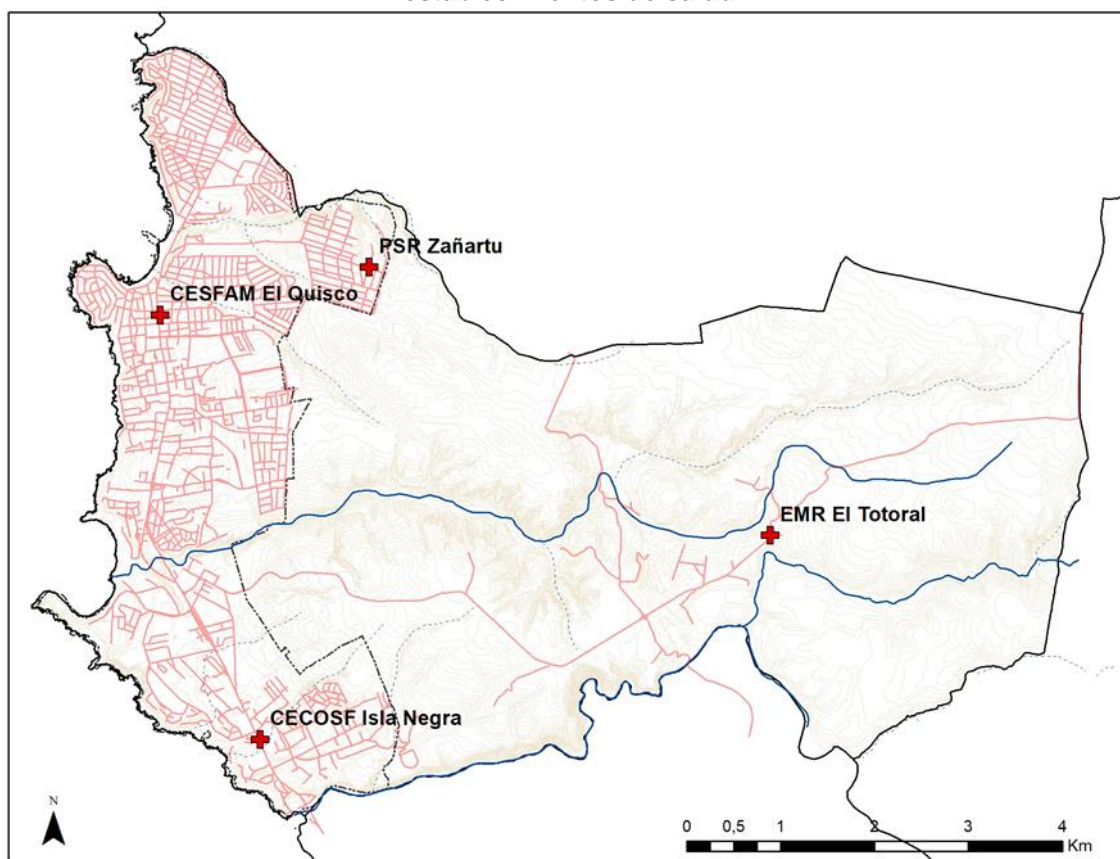 PSR Zañartu
CESFAM El Quisco
EMR El Totoral
CECOSF Isla Negra
N
0 0,5 1 2 3 4
Km